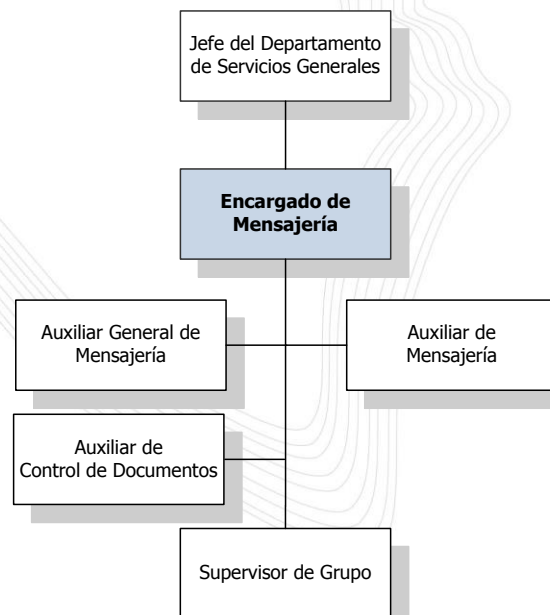 Jefe del Departamento
de Servicios Generales
Encargado de
Mensajería
Auxiliar General de
Mensajería
Auxiliar de
Mensajería
Auxiliar de
Control de Documentos
Supervisor de Grupo